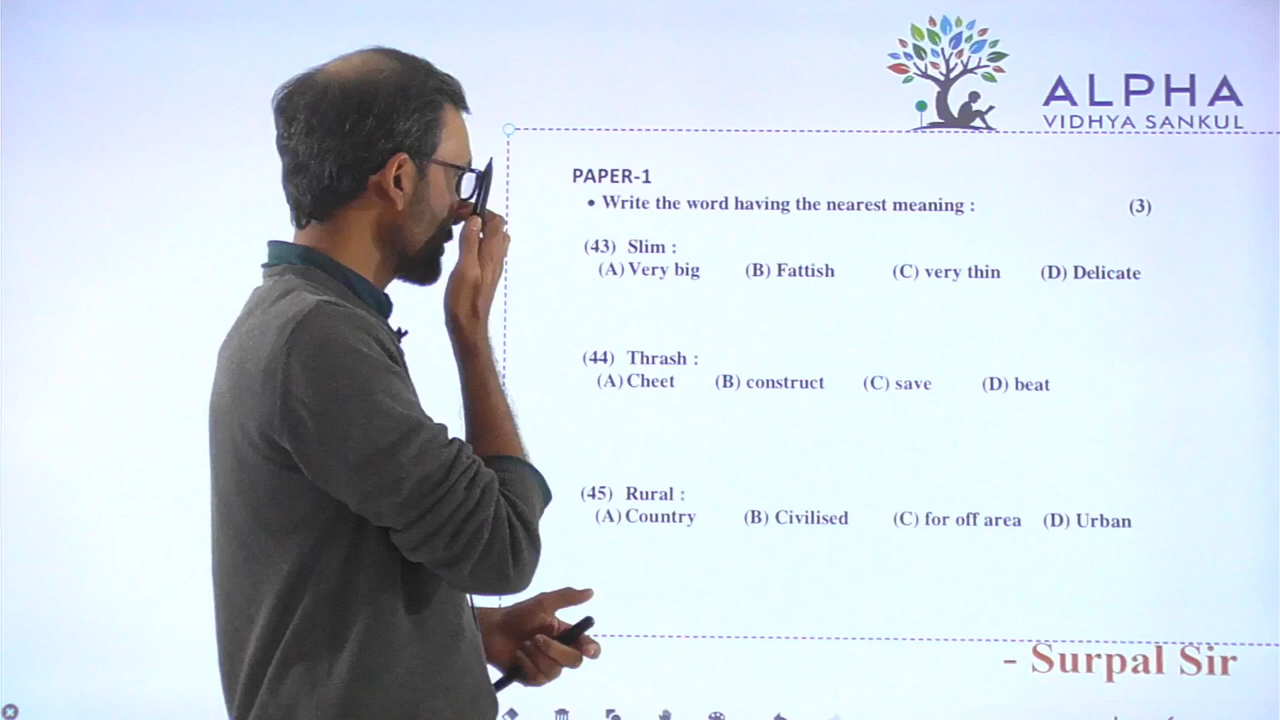 ALPHA
VIDHYA SANKUL
PAPER-1
• Write the word having the nearest meaning : (3)
(43) Slim :
(A) Very big (B) Fattish (C) very thin (D) Delicate
(44) Thrash :
(A) Cheet (B) construct (C) save (D) beat
(45) Rural :
(A) Country (B) Civilised (C) for off area (D) Urban
- Surpal Sir